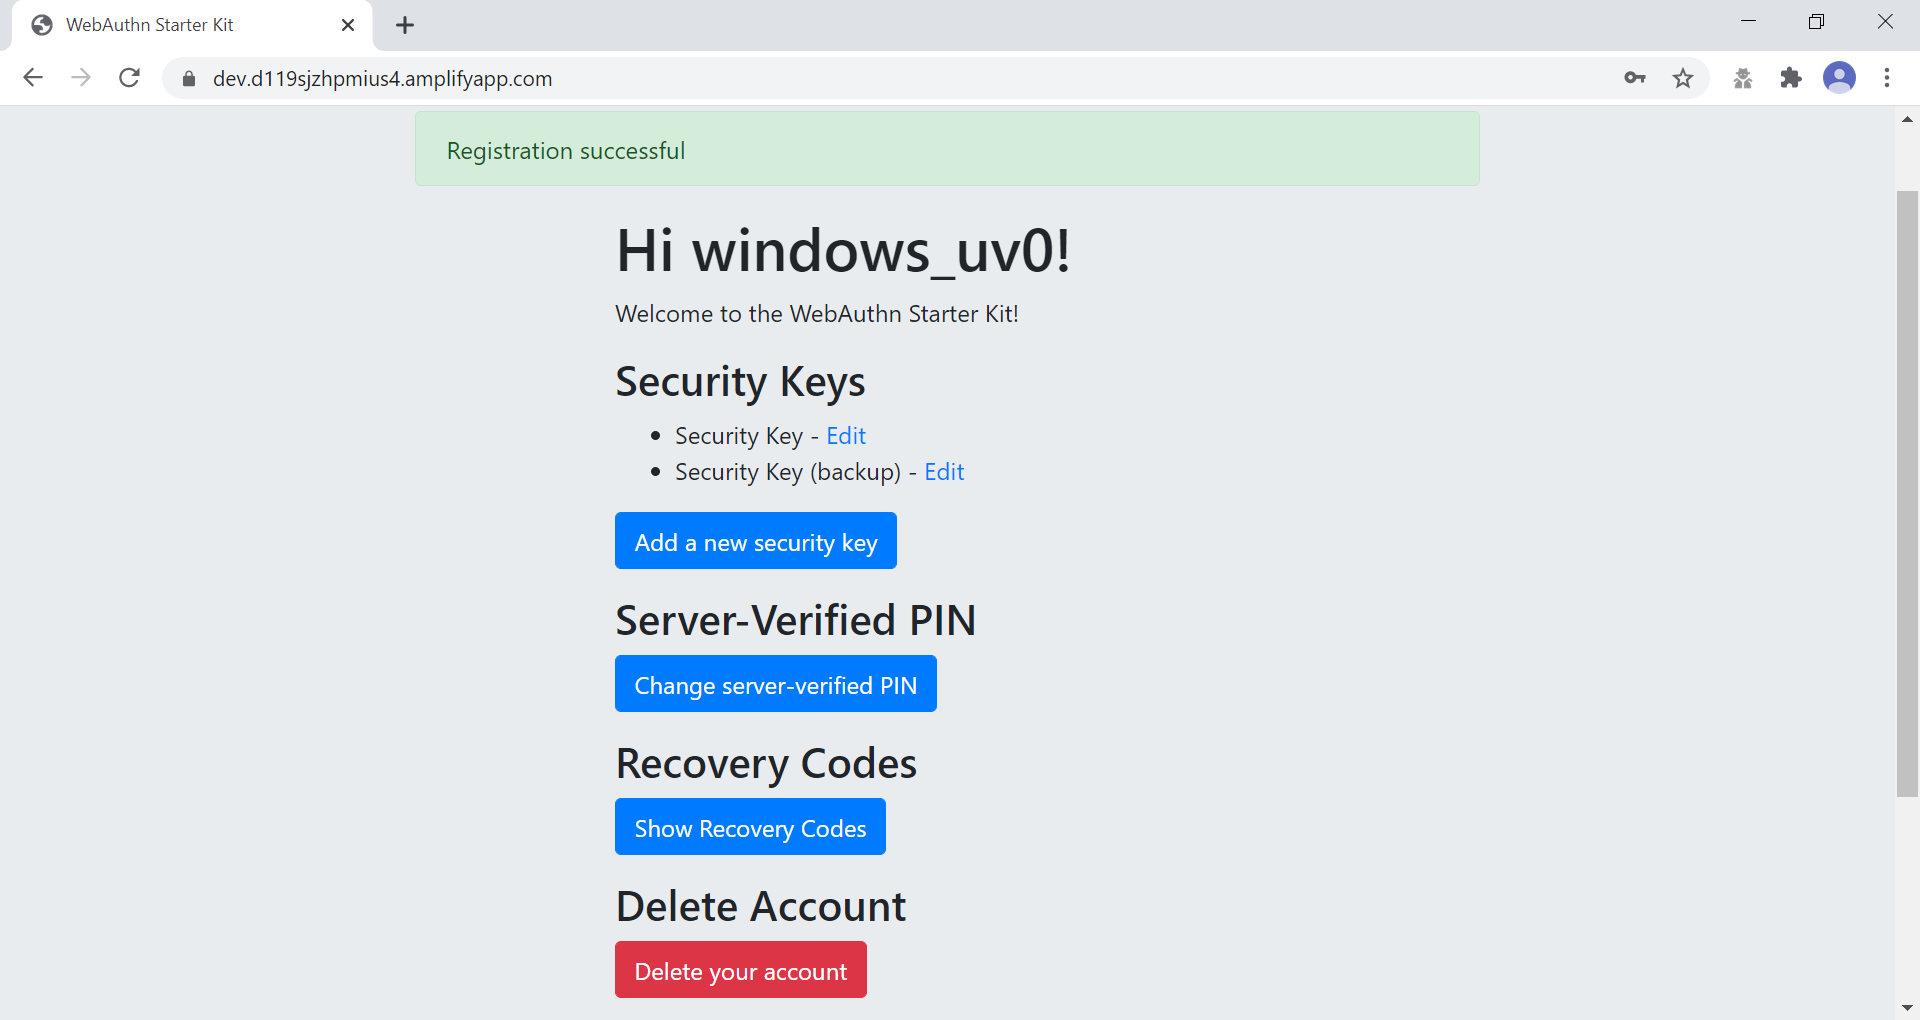 WebAuthn Starter Kit
dev.d119sjzhpmius4.amplifyapp.com
Registration successful
Hi windows_uv0!
Welcome to the WebAuthn Starter Kit!
Security Keys
Security Key - Edit
Security Key (backup) - Edit
Add a new security key
Server-Verified PIN
Change server-verified PIN
Recovery Codes
Show Recovery Codes
Delete Account
Delete your account